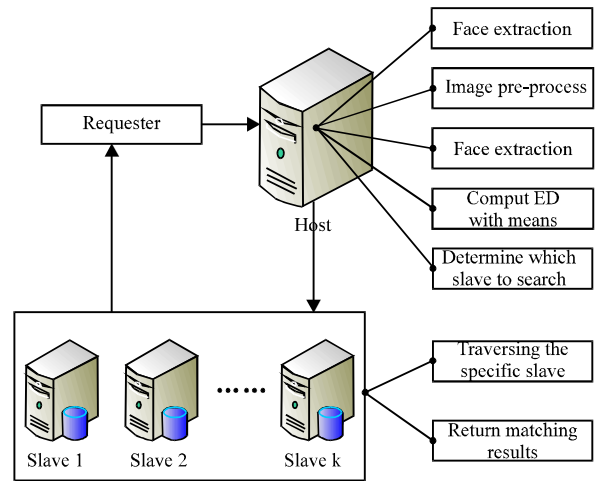 Face extraction
Image pre-process
Requester
Face extraction
Comput ED
with means
Host
Determine which
slave to search
Traversing the
specific slave
Return matching
results
Slave 1
Slave 2
......
Slave k